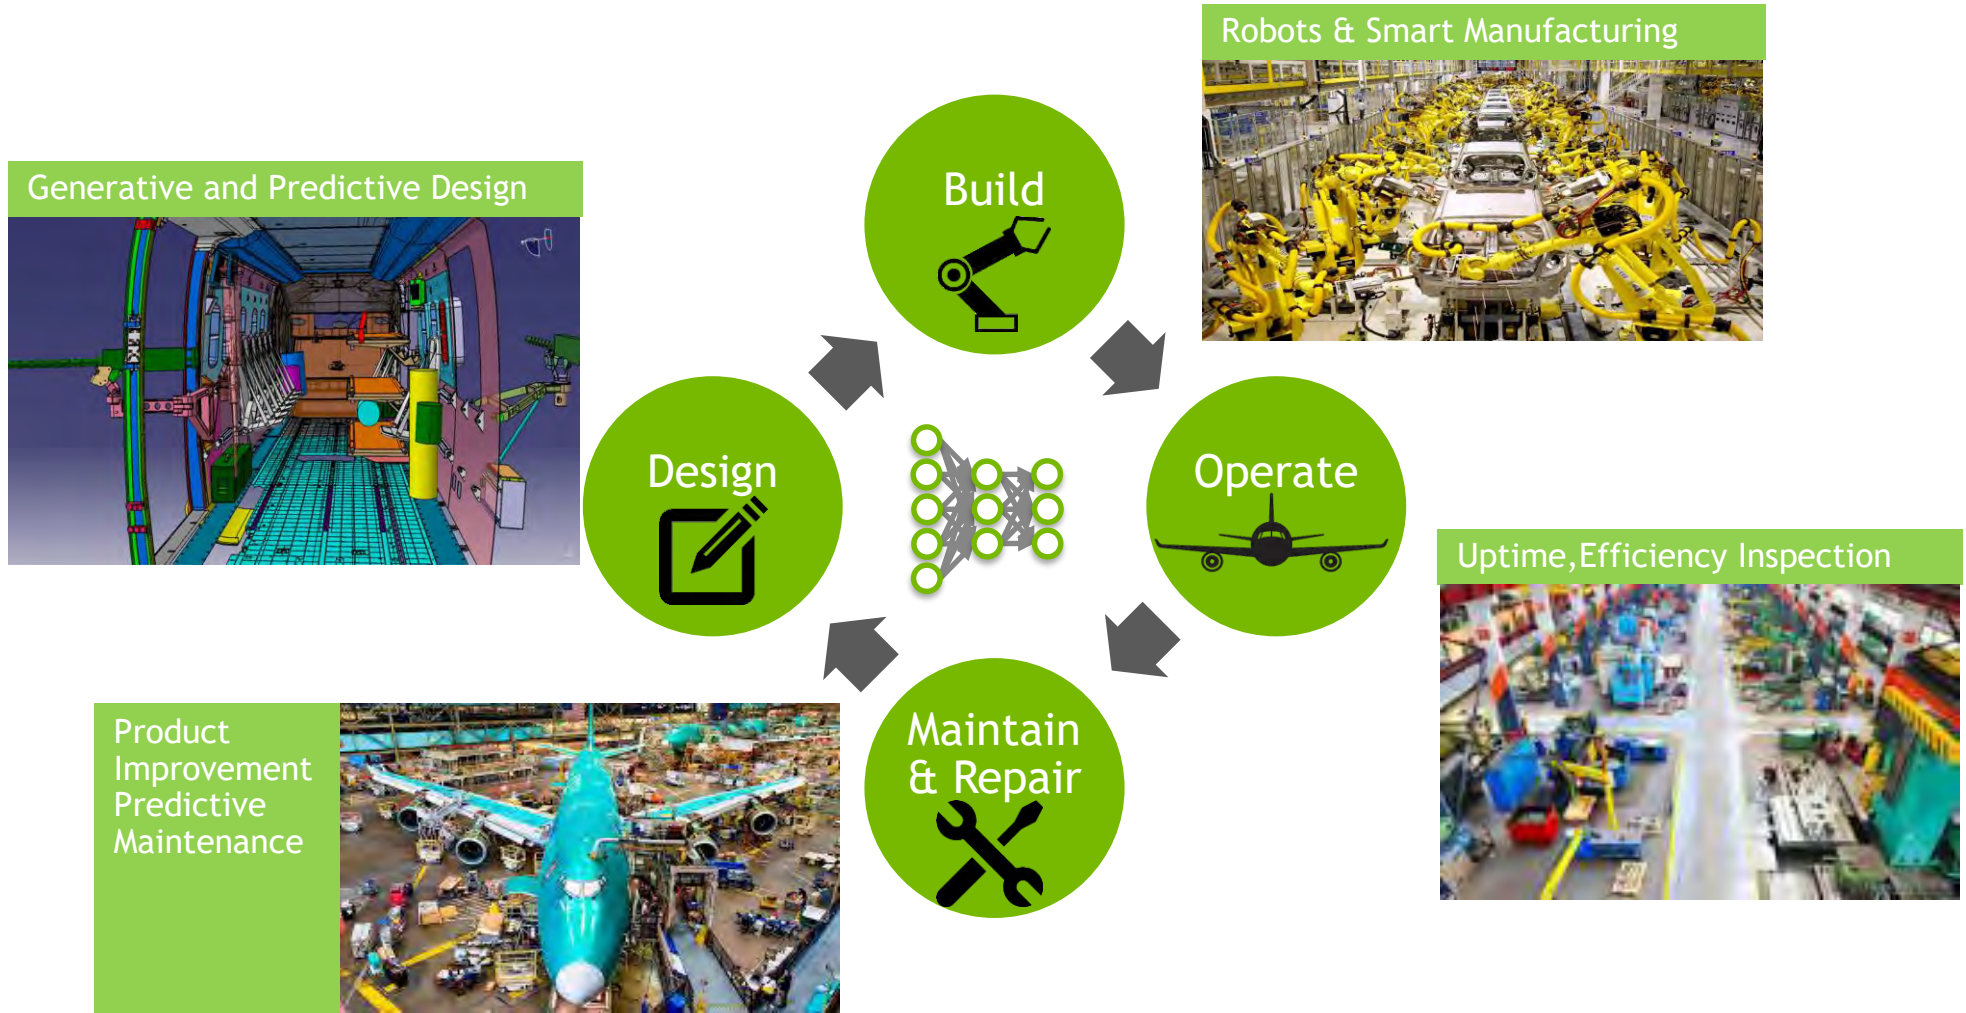 Robots & Smart Manufacturing
Generative and Predictive Design
Build
Design
Operate
Uptime,Efficiency Inspection
Maintain
& Repair
Product
Improvement
Predictive
Maintenance